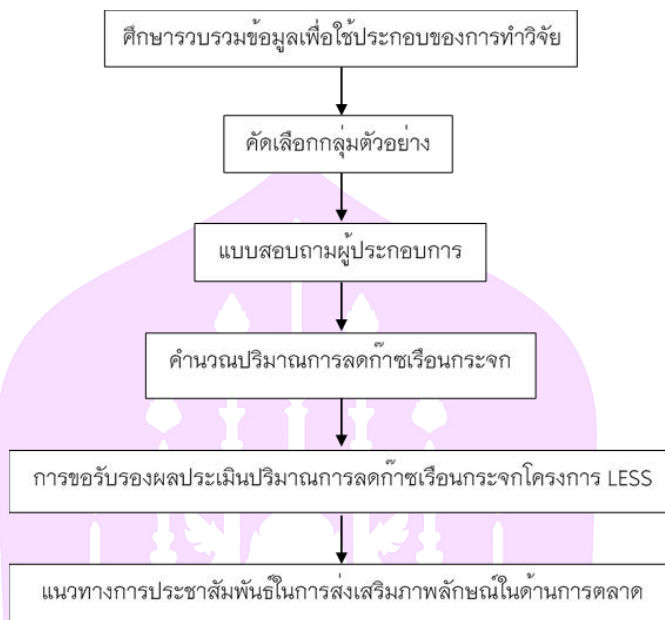 ศึกษารวบรวมข้อมูลเพื่อใช้ประกอบของการทำวิจัย
คัดเลือกกลุ่มตัวอย่าง
แบบสอบถามผู้ประกอบการ
คำนวณปริมาณการลดก๊าซเรือนกระจก
การขอรับรองผลประเมินปริมาณการลดก๊าซเรือนกระจกโครงการ LESS
แนวทางการประชาสัมพันธ์ในการส่งเสริมภาพลักษณ์ในด้านการตลาด